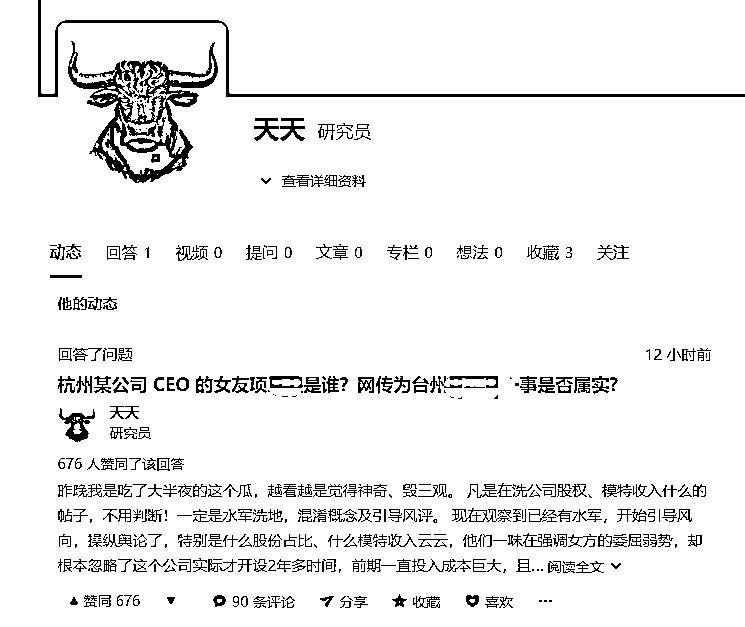 天天 研究员
查看详细资料
动态 回答 1 视频 0 提问 0 文章 0 专栏 0 想法 0 收藏 3 关注
他的动态
回答了问题 12 小时前
杭州某公司 CEO 的女友项是谁？网传为台州事是否属实？
天天
研究员
676 人赞同了该回答
昨晚我是吃了大半夜的这个瓜，越看越是觉得神奇、毁三观。 凡是在洗公司股权、模特收入什么的
帖子，不用判断！一定是水军洗地，混淆概念及引导风评。 现在观察到已经有水军，开始引导风
向，操纵舆论了，特别是什么股份占比、什么模特收入云云，他们一味在强调女方的委屈弱势，却
根本忽略了这个公司实际才开设2年多时间，前期一直投入成本巨大，且... 阅读全文
赞同 676 90 条评论 分享 收藏 喜欢 ···